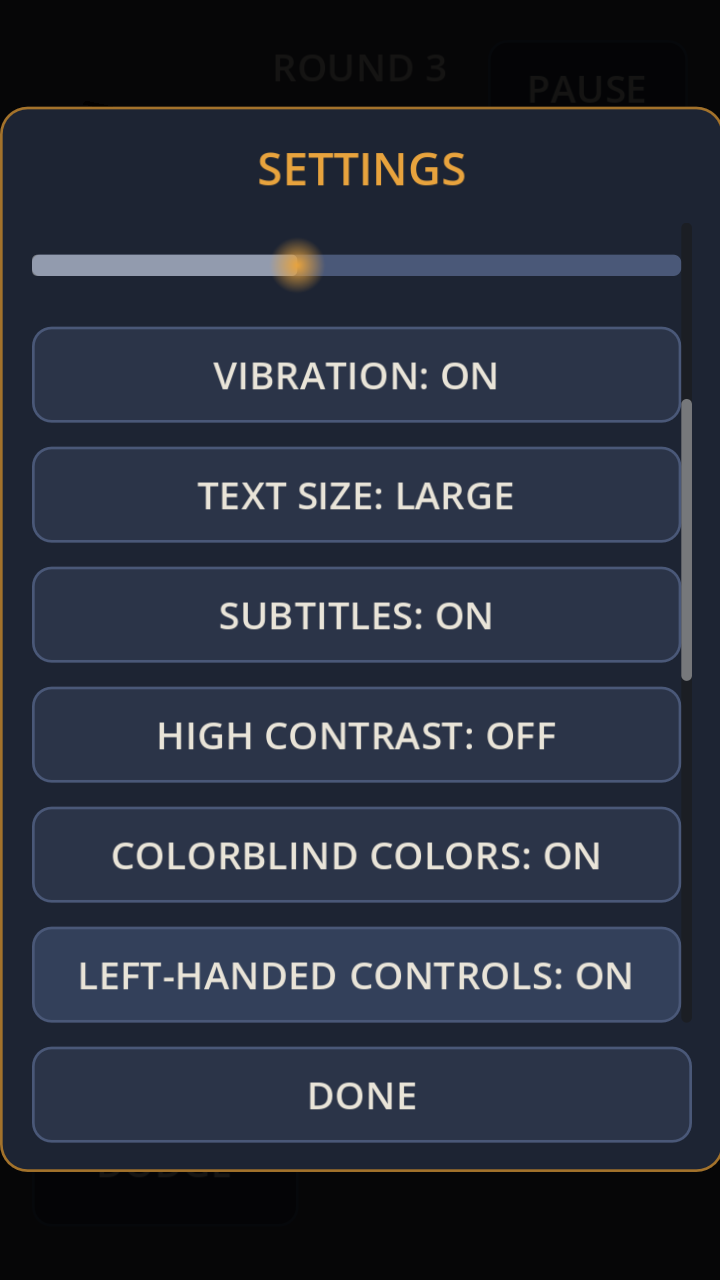 ROUND 3
PAUSE
SETTINGS
VIBRATION: ON
TEXT SIZE: LARGE
SUBTITLES: ON
HIGH CONTRAST: OFF
COLORBLIND COLORS: ON
LEFT-HANDED CONTROLS: ON
DONE
DODGE